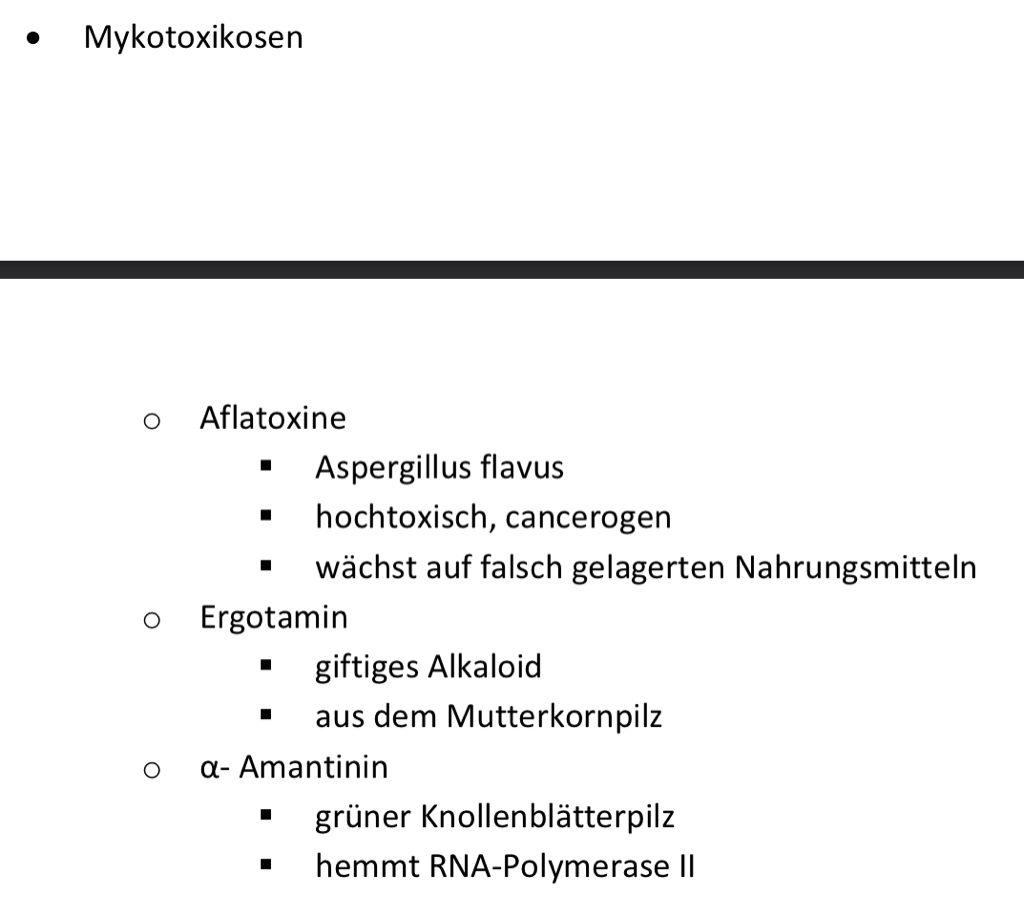 • Mykotoxikosen
o Aflatoxine
▪ Aspergillus flavus
▪ hochtoxisch, cancerogen
▪ wächst auf falsch gelagerten Nahrungsmitteln
o Ergotamin
▪ giftiges Alkaloid
▪ aus dem Mutterkornpilz
o α- Amantinin
▪ grüner Knollenblätterpilz
▪ hemmt RNA-Polymerase II